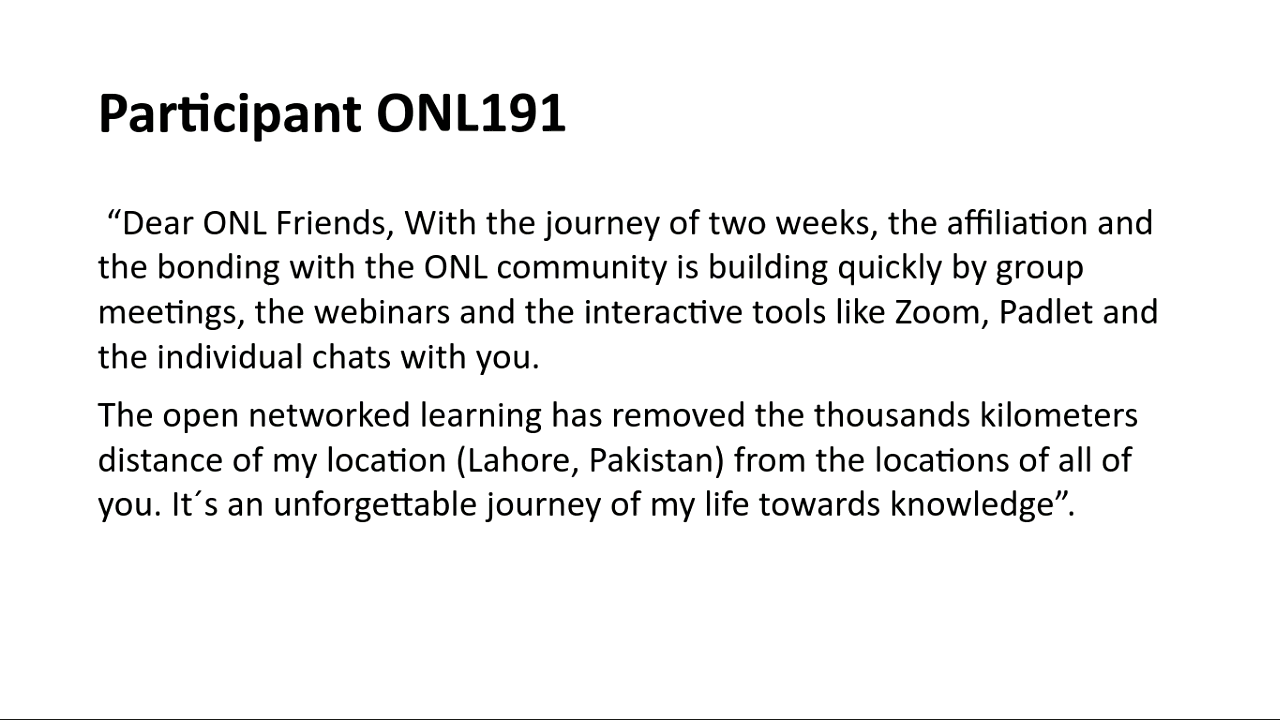 Participant ONL191
“Dear ONL Friends, With the journey of two weeks, the affiliation and
the bonding with the ONL community is building quickly by group
meetings, the webinars and the interactive tools like Zoom, Padlet and
the individual chats with you.
The open networked learning has removed the thousands kilometers
distance of my location (Lahore, Pakistan) from the locations of all of
you. It´s an unforgettable journey of my life towards knowledge”.